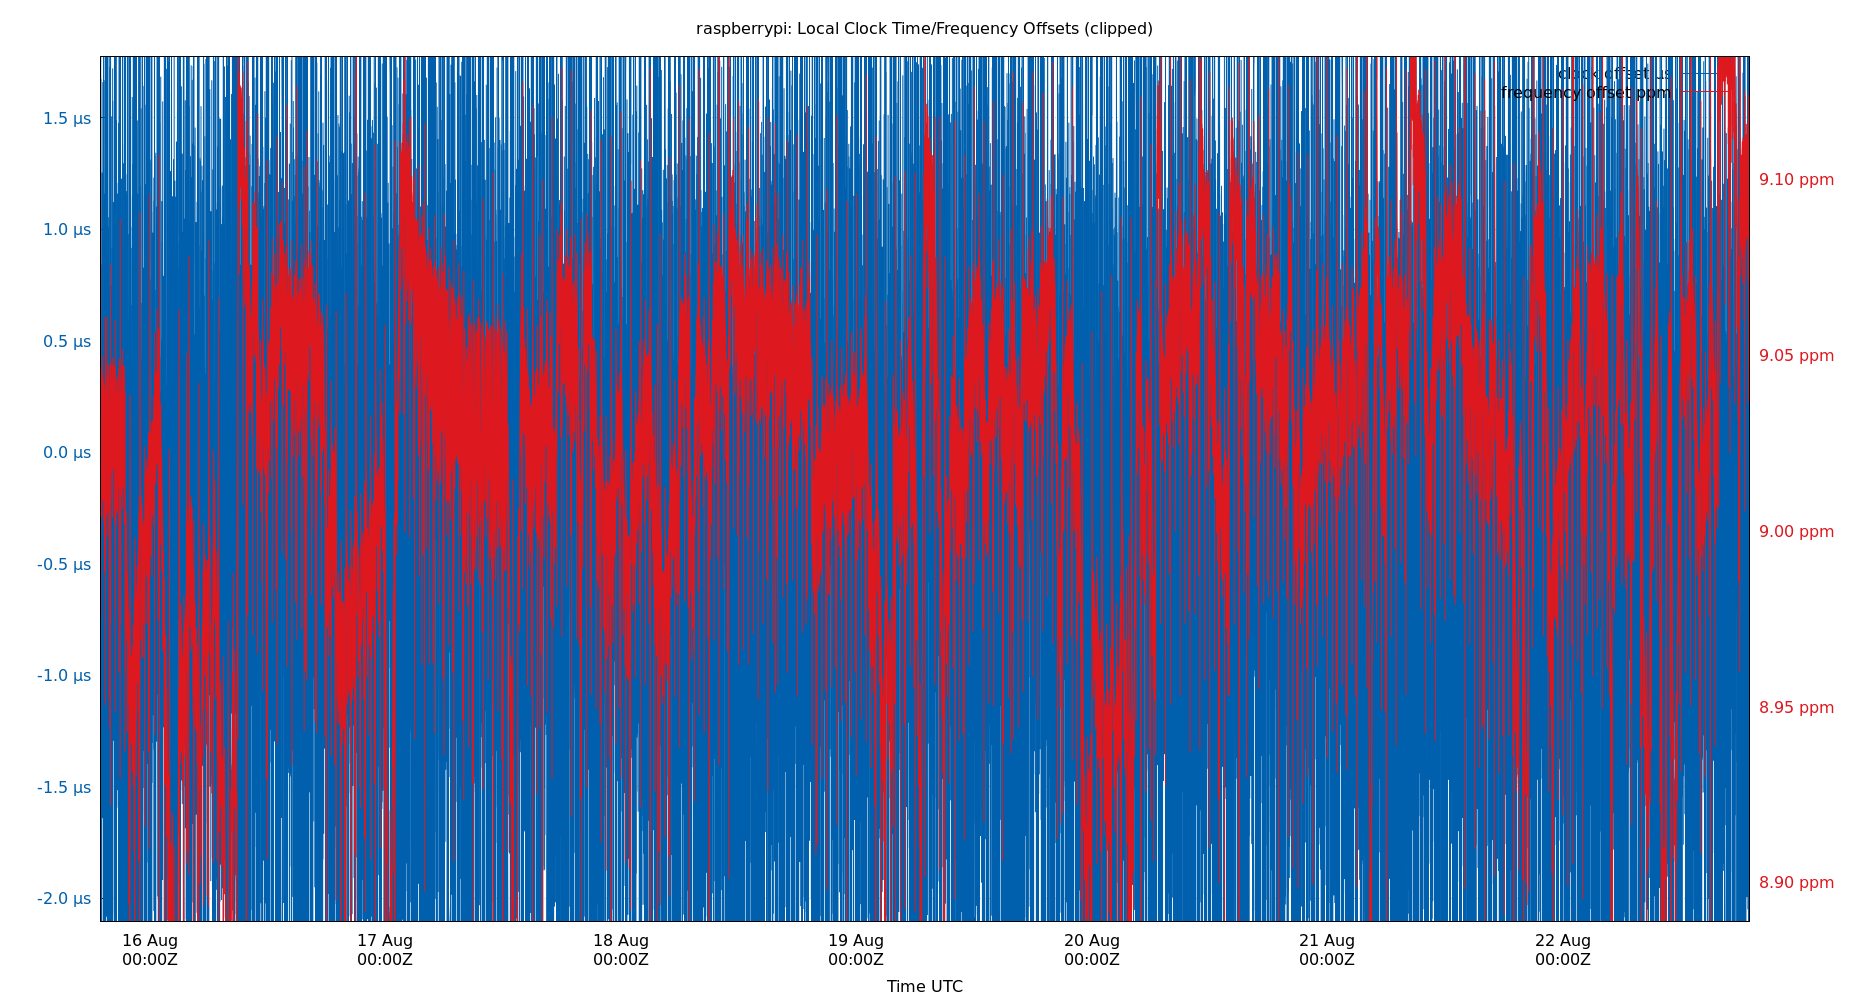 raspberrypi: Local Clock Time/Frequency Offsets (clipped)
clock offset µs
frequency offset ppm
1.5 µs
1.0 µs
0.5 µs
0.0 µs
-0.5 µs
-1.0 µs
-1.5 µs
-2.0 µs
9.10 ppm
9.05 ppm
9.00 ppm
8.95 ppm
8.90 ppm
16 Aug
00:00Z
17 Aug
00:00Z
18 Aug
00:00Z
19 Aug
00:00Z
20 Aug
00:00Z
21 Aug
00:00Z
22 Aug
00:00Z
Time UTC